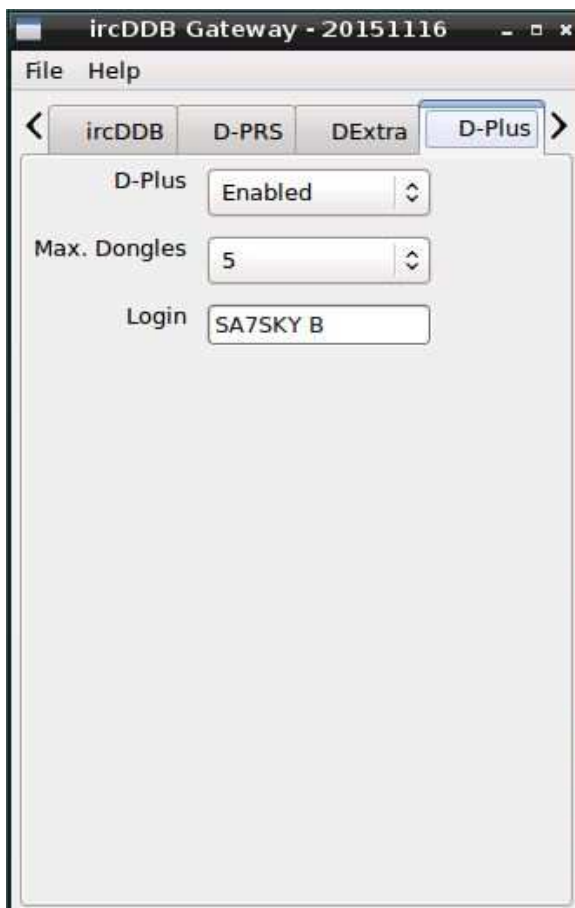 ircDDB Gateway - 20151116
File Help
ircDDB D-PRS DExtra D-Plus
D-Plus Enabled
Max. Dongles 5
Login SA7SKY B